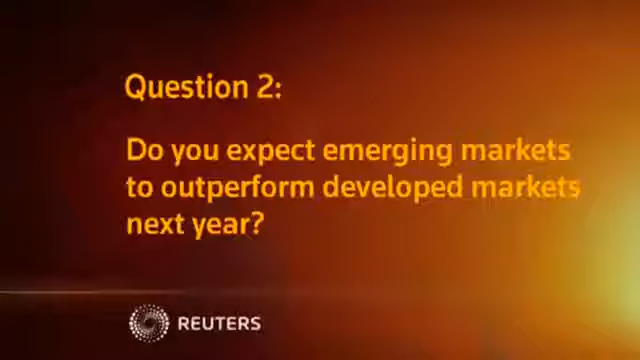 Question 2:
Do you expect emerging markets
to outperform developed markets
next year?
REUTERS